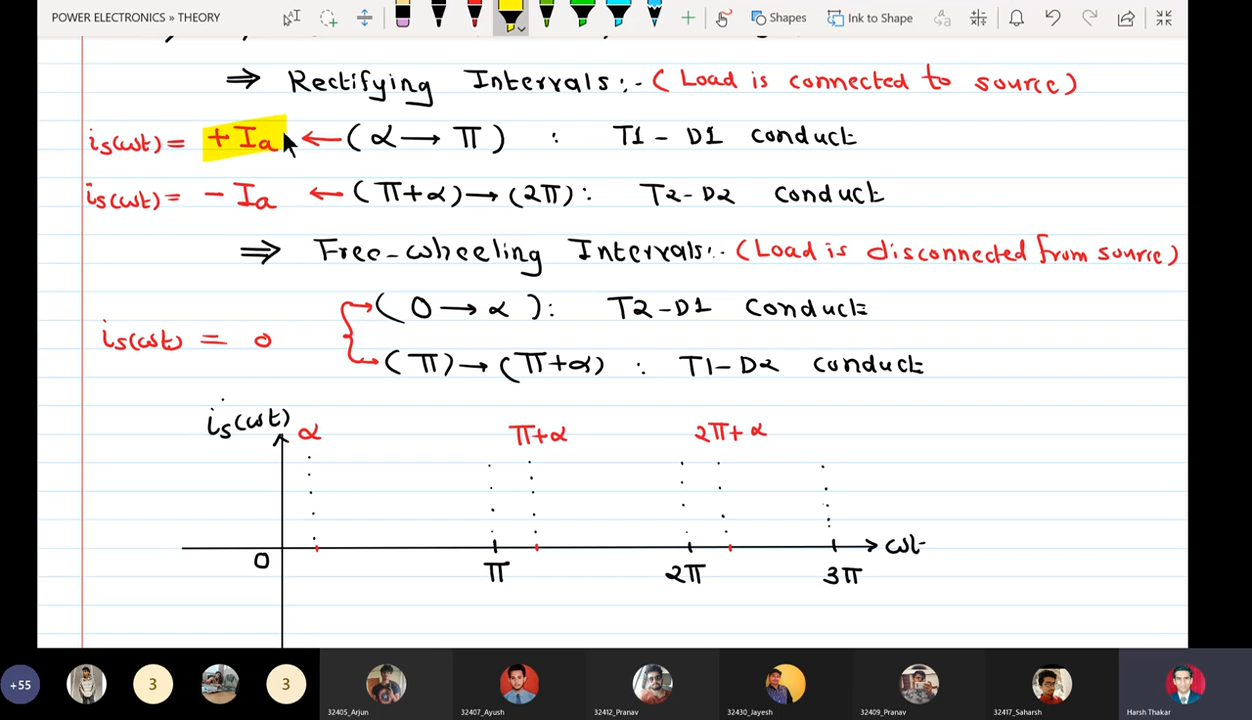 POWER ELECTRONICS » THEORY
Shapes
Ink to Shape
⇒ Rectifying Intervals:- (Load is connected to source)
is(ωt) = +Ia ← (α → π) : T1 - D1 conduct
is(ωt) = - Ia ← (π+α) → (2π) : T2-D2 conduct
⇒ Free-wheeling Intervals:- (Load is disconnected from source)
(0 → α) : T2-D1 conduct
is(ωt) = 0
(π) → (π+α) : T1-D2 conduct
is(ωt)
α π+α 2π+α
0 π 2π 3π ωt
+55
3
3
32405_Arjun
32407_Ayush
32412_Pranav
32430_Jayesh
32409_Pranav
32417_Saharsh
Harsh Thakar